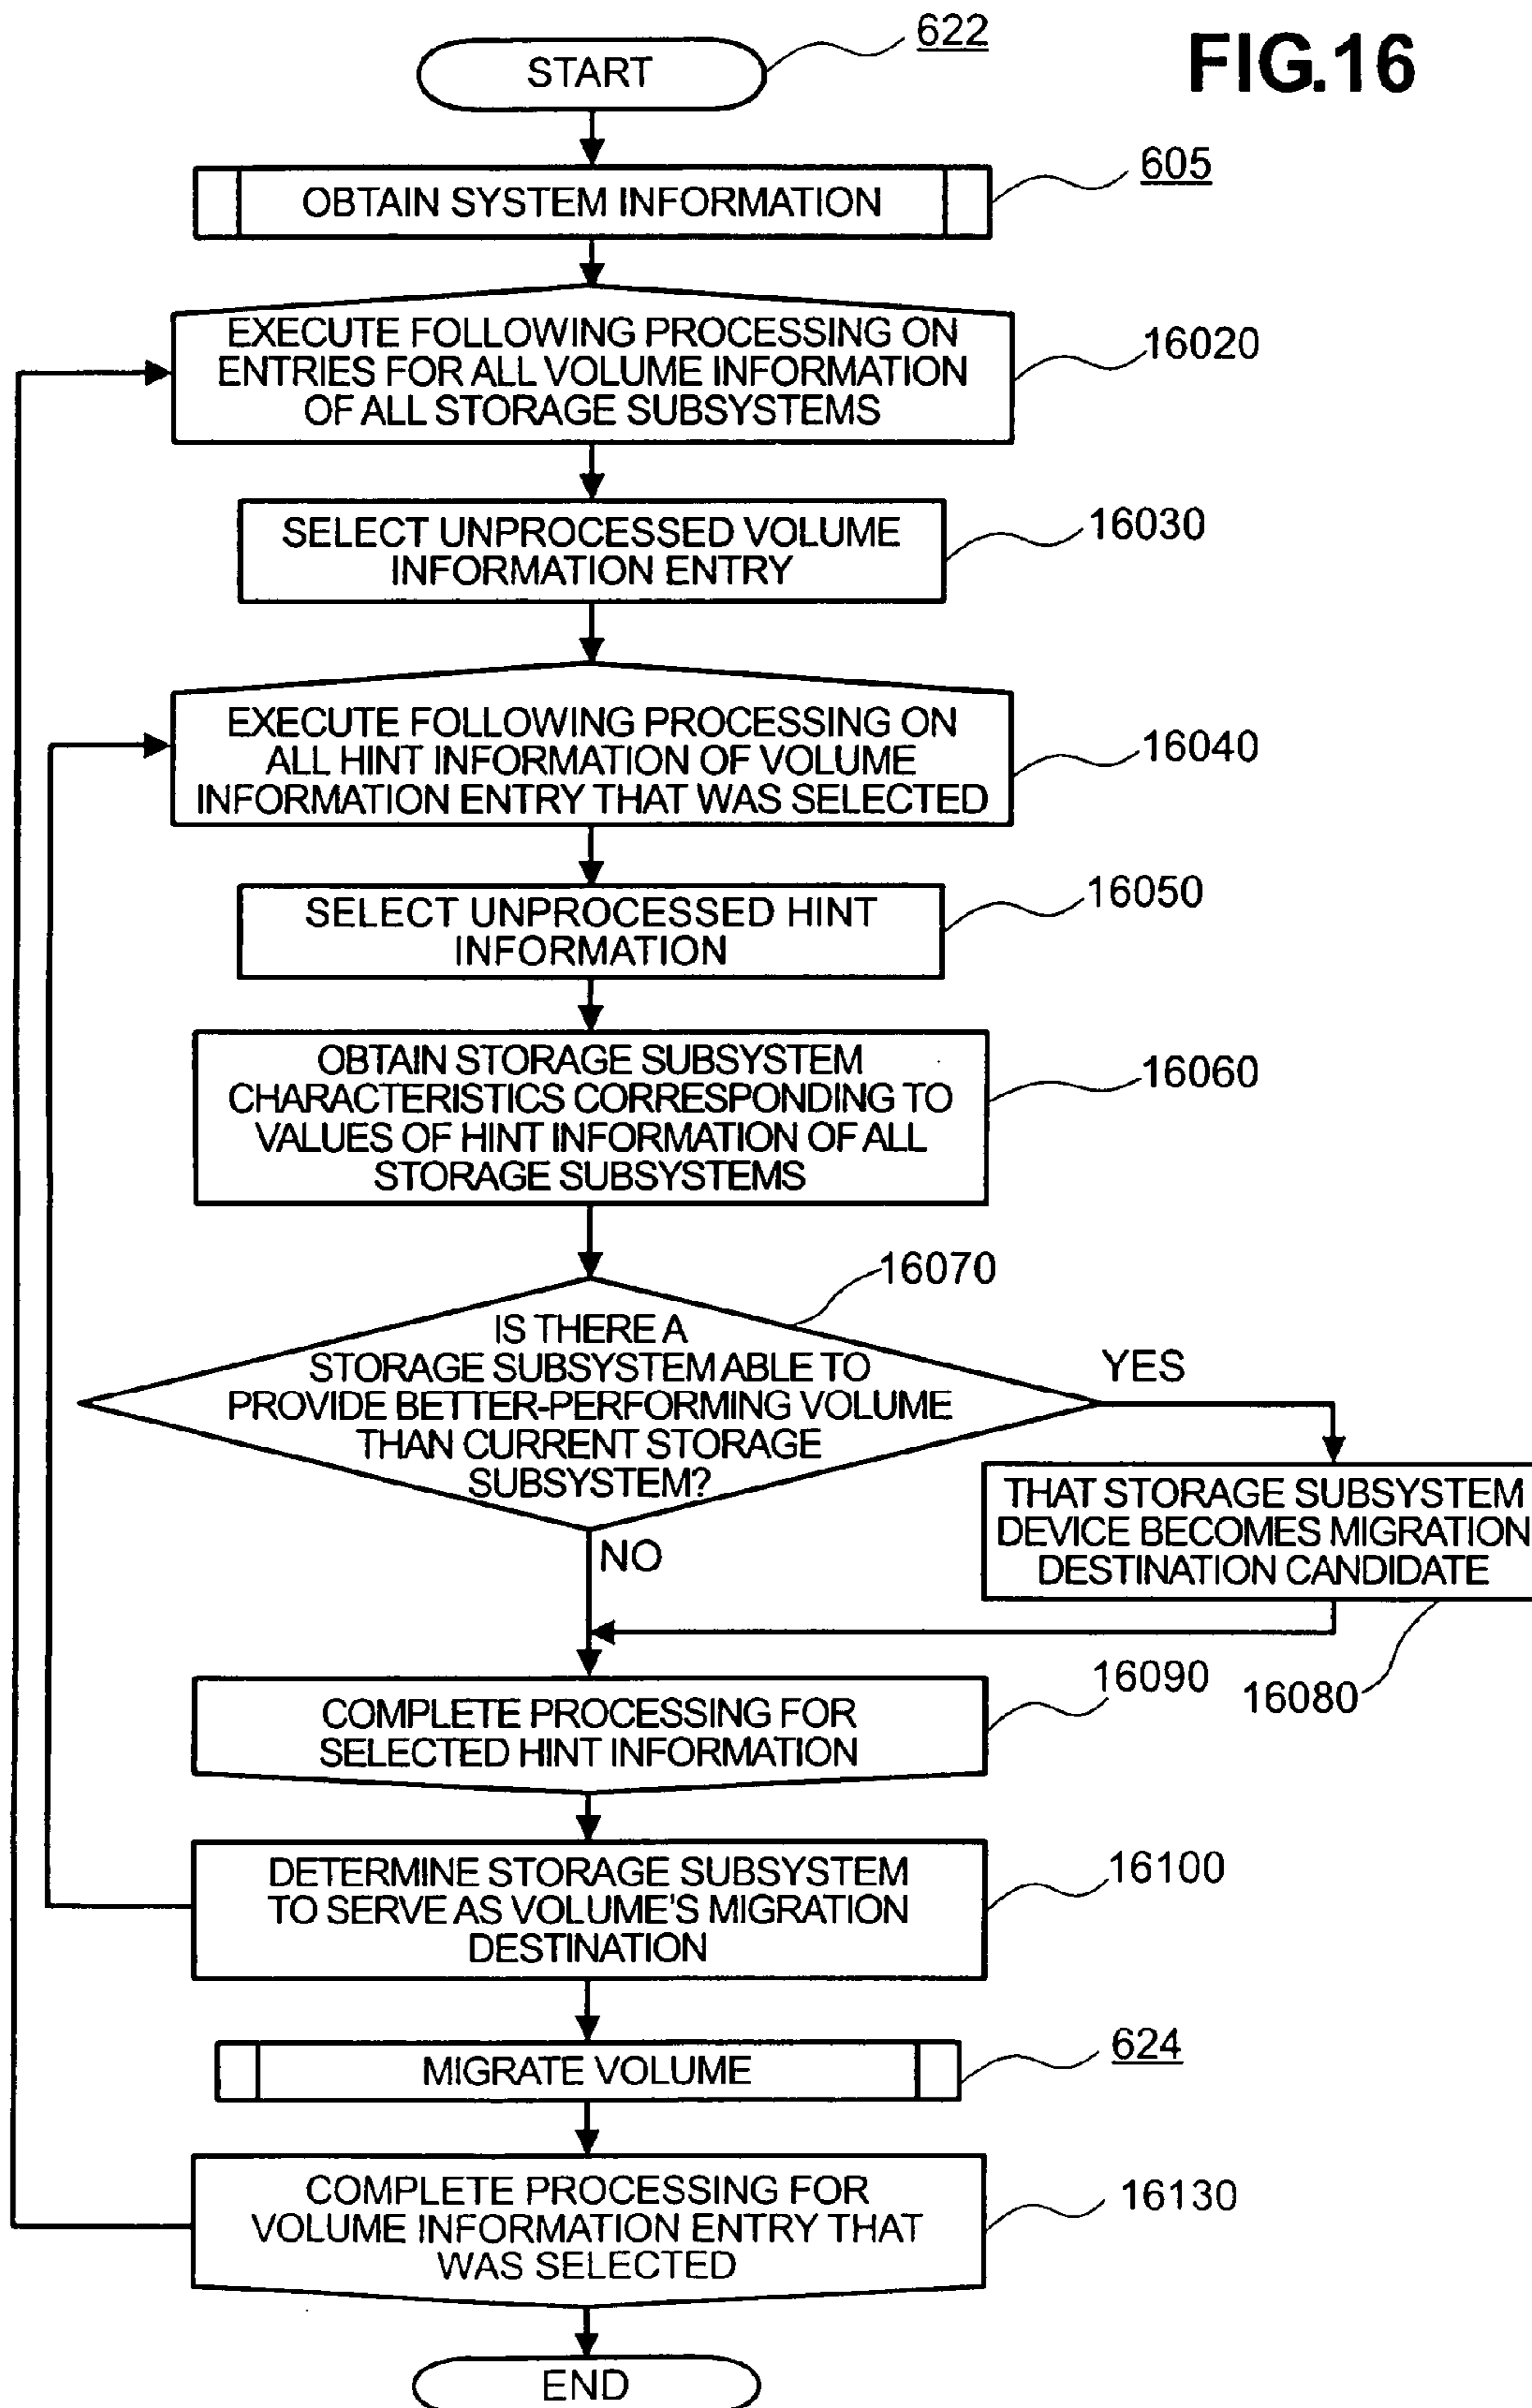 622
FIG.16
START
605
OBTAIN SYSTEM INFORMATION
EXECUTE FOLLOWING PROCESSING ON
ENTRIES FOR ALL VOLUME INFORMATION
OF ALL STORAGE SUBSYSTEMS
16020
SELECT UNPROCESSED VOLUME
INFORMATION ENTRY
16030
EXECUTE FOLLOWING PROCESSING ON
ALL HINT INFORMATION OF VOLUME
INFORMATION ENTRY THAT WAS SELECTED
16040
SELECT UNPROCESSED HINT
INFORMATION
16050
OBTAIN STORAGE SUBSYSTEM
CHARACTERISTICS CORRESPONDING TO
VALUES OF HINT INFORMATION OF ALL
STORAGE SUBSYSTEMS
16060
16070
IS THERE A
STORAGE SUBSYSTEM ABLE TO
PROVIDE BETTER-PERFORMING VOLUME
THAN CURRENT STORAGE
SUBSYSTEM?
YES
THAT STORAGE SUBSYSTEM
DEVICE BECOMES MIGRATION
DESTINATION CANDIDATE
NO
16080
16090
COMPLETE PROCESSING FOR
SELECTED HINT INFORMATION
DETERMINE STORAGE SUBSYSTEM
TO SERVE AS VOLUME'S MIGRATION
DESTINATION
16100
MIGRATE VOLUME
624
COMPLETE PROCESSING FOR
VOLUME INFORMATION ENTRY THAT
WAS SELECTED
16130
END